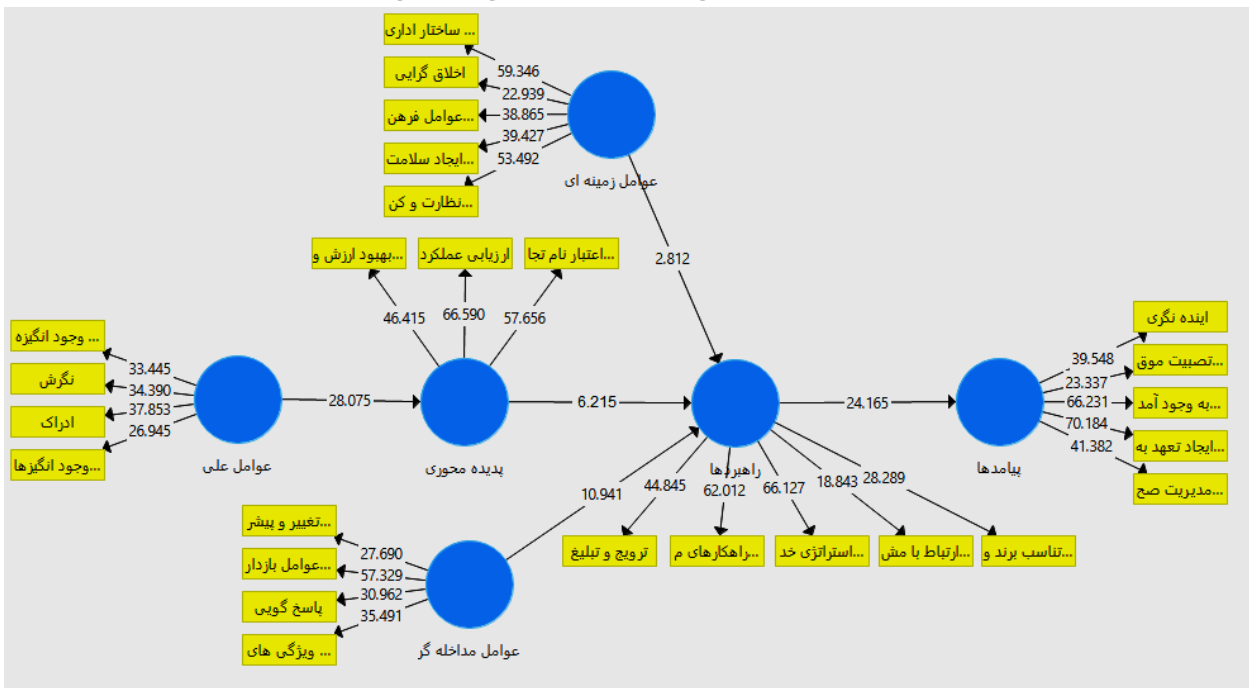 ساختار اداری ...
اخلاق گرایی
عوامل فرهن...
ایجاد سلامت...
نظارت و کن...
59.346
22.939
38.865
39.427
53.492
عوامل زمینه ای
2.812
بهبود ارزش و...
ارزیابی عملکرد
اعتبار نام تجا...
46.415
66.590
57.656
وجود انگیزه ...
نگرش
ادراک
وجود انگیزها...
33.445
34.390
37.853
26.945
عوامل علی
28.075
پدیده محوری
6.215
راهبردها
24.165
پیامدها
اینده نگری
تصبیت موق...
به وجود آمد...
ایجاد تعهد به...
مدیریت صح...
39.548
23.337
66.231
70.184
41.382
10.941
44.845
62.012
66.127
18.843
28.289
ترویج و تبلیغ
راهکارهای م...
استراتژی خد...
ارتباط با مش...
تناسب برند و...
تغییر و پیشر...
عوامل بازدار...
پاسخ گویی
ویژگی های ...
27.690
57.329
30.962
35.491
عوامل مداخله گر